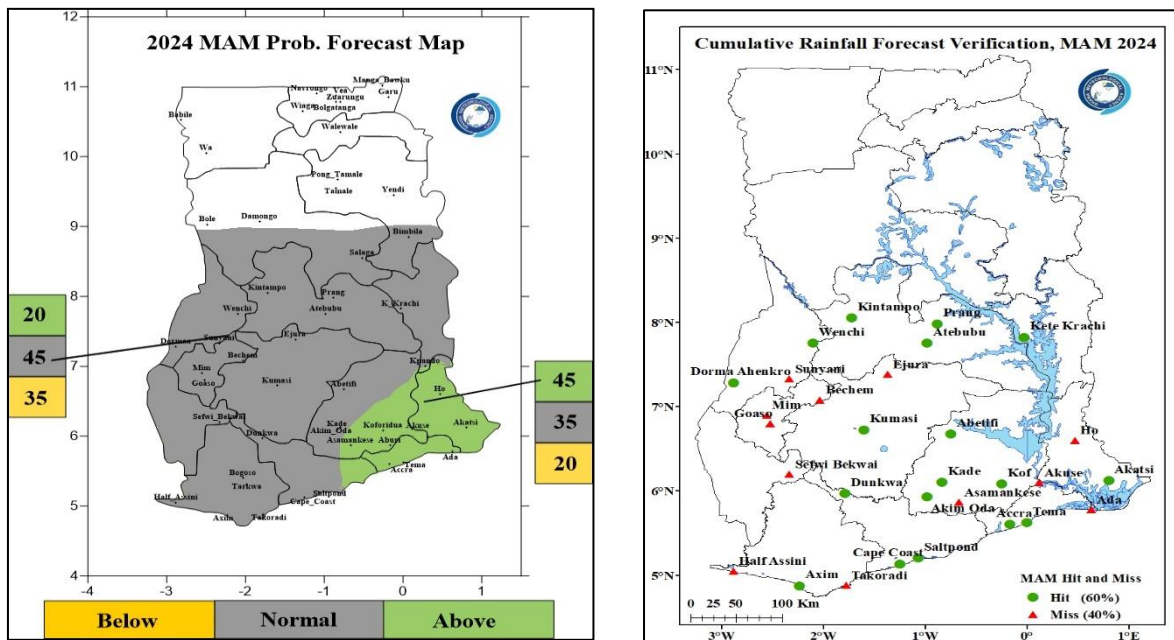 2024 MAM Prob. Forecast Map
12
11
10
9
8
7
6
5
4
-4
-3
-2
-1
0
1
Manga_Bawku
Navrongo
Vea
Zuarungu
Garu
Wiaga
Bolgatanga
Babile
Walewale
Wa
Pong_Tamale
Tamale
Yendi
Bole
Damongo
Bimbila
Salaga
Kintampo
Prang
K_Krachi
Wenchi
Atebubu
Ejura
Sunyani
Dormaa
Bechem
Kpando
Mim
Goaso
Kumasi
Abetifi
Ho
Sefwi_Bekwai
Kade
Koforidua
Akuse
Akatsi
Dunkwa
Akim_Oda
Asamankese
Aburi
Ada
Tema
Accra
Bogoso
Tarkwa
Half_Assini
Saltpond
Cape_Coast
Axim
Takoradi
20
45
35
45
35
20
Below
Normal
Above
Cumulative Rainfall Forecast Verification, MAM 2024
11°N
10°N
9°N
8°N
7°N
6°N
5°N
3°W
2°W
1°W
0°
1°E
Kintampo
Prang
Wenchi
Atebubu
Kete Krachi
Dorma Ahenkro
Sunyani
Ejura
Bechem
Mim
Goaso
Kumasi
Abetifi
Ho
Sefwi Bekwai
Dunkwa
Kade
Kof
Akuse
Akatsi
Asamankese
Akim Oda
Accra
Tema
Ada
Cape Coast
Saltpond
Half Assini
Axim
Takoradi
MAM Hit and Miss
Hit (60%)
Miss (40%)
0 25 50 100 Km